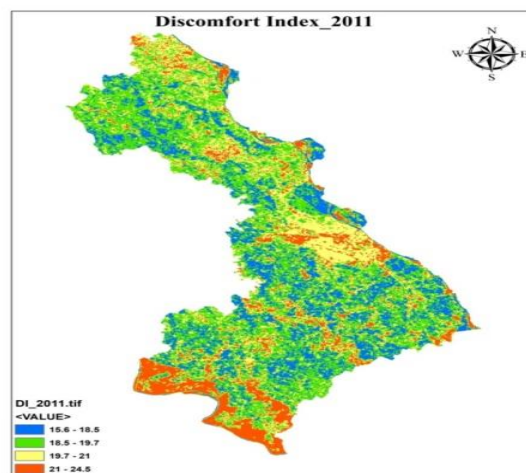 Discomfort Index_2011
N
W E
S
DI_2011.tif
<VALUE>
15.6 - 18.5
18.5 - 19.7
19.7 - 21
21 - 24.5